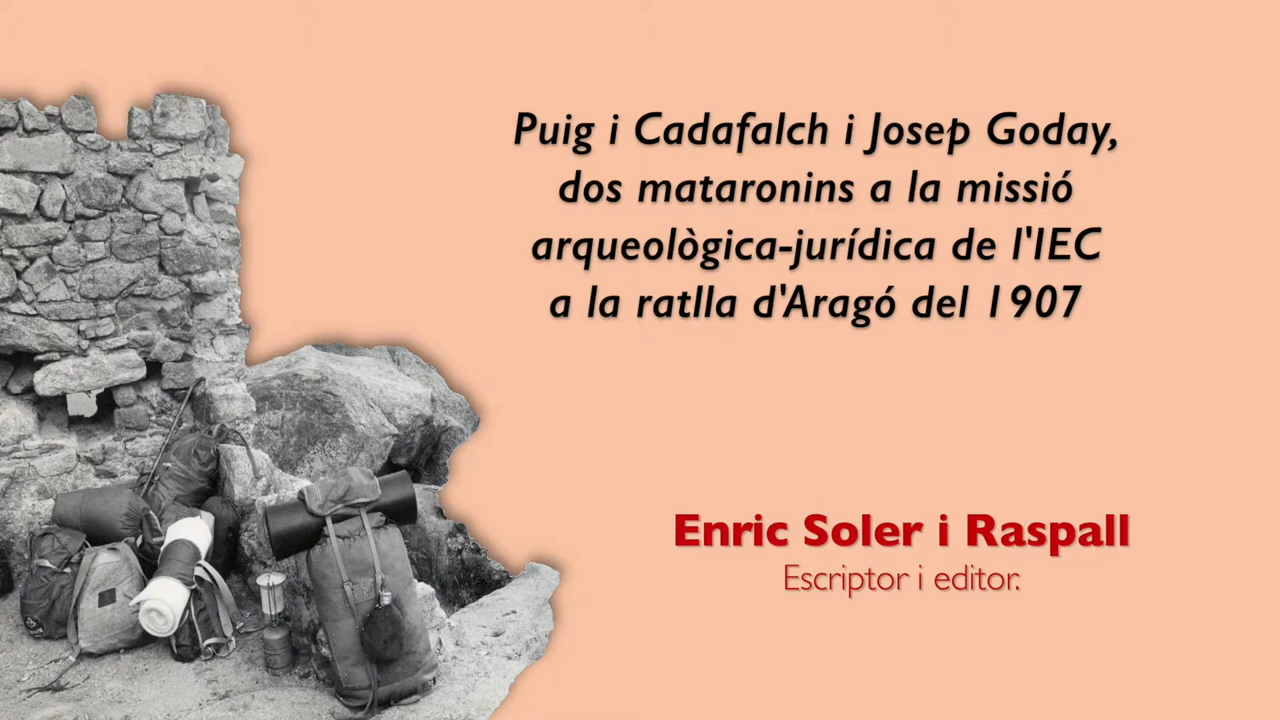 Puig i Cadafalch i Josep Goday,
dos mataronins a la missió
arqueològica-jurídica de l'IEC
a la ratlla d'Aragó del 1907
Enric Soler i Raspall
Escriptor i editor.